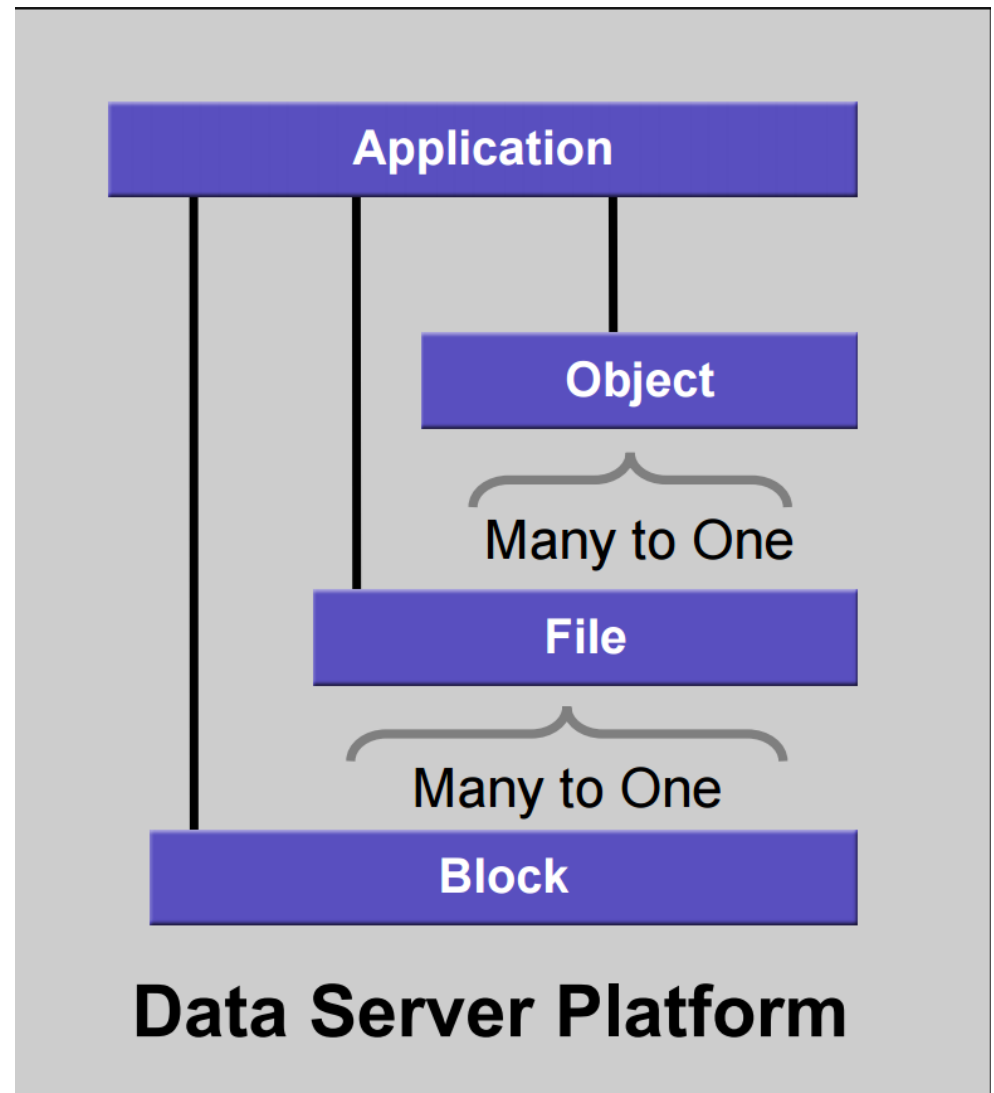 Application
Object
Many to One
File
Many to One
Block
Data Server Platform